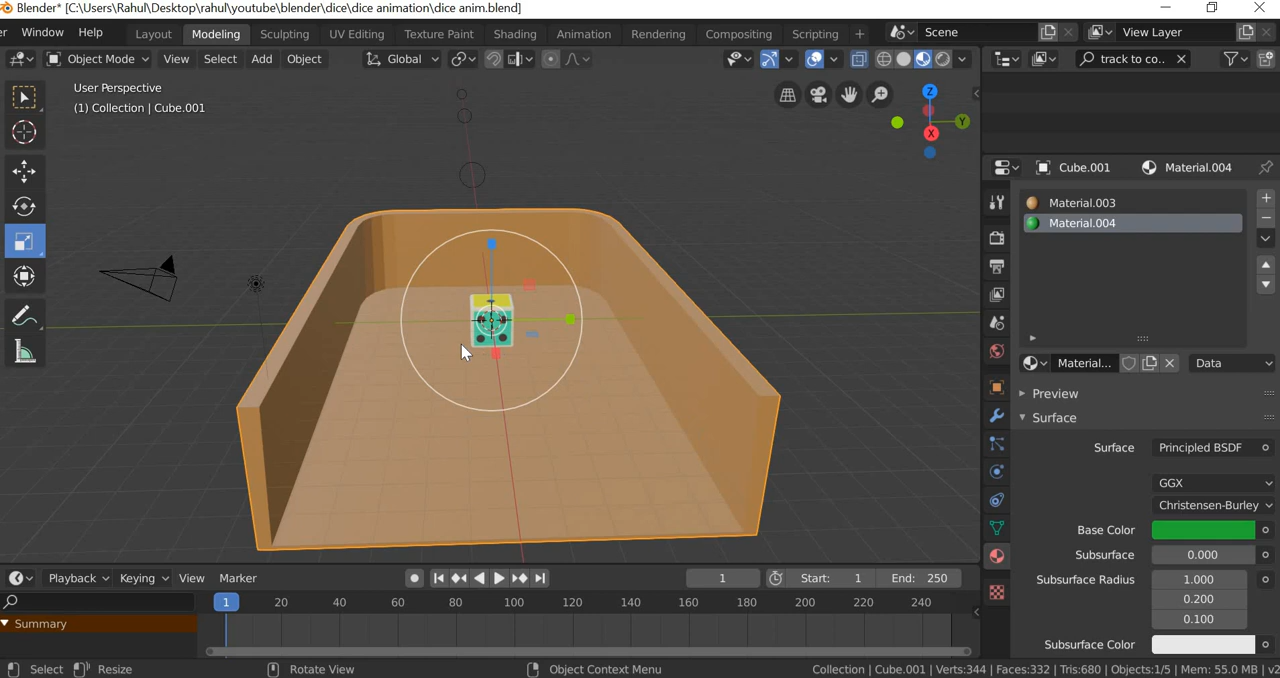 Blender* [C:\Users\Rahul\Desktop\rahul\youtube\blender\dice\dice animation\dice anim.blend]
Window Help Layout Modeling Sculpting UV Editing Texture Paint Shading Animation Rendering Compositing Scripting + Scene View Layer
Object Mode View Select Add Object Global track to co..
User Perspective
(1) Collection | Cube.001
Z
Y
X
Cube.001 Material.004
Material.003
Material.004
Material... Data
Preview
Surface
Surface Principled BSDF
GGX
Christensen-Burley
Base Color
Subsurface 0.000
Subsurface Radius 1.000
0.200
0.100
Subsurface Color
Playback Keying View Marker 1 Start: 1 End: 250
1 20 40 60 80 100 120 140 160 180 200 220 240
Summary
Select Resize Rotate View Object Context Menu Collection | Cube.001 | Verts:344 | Faces:332 | Tris:680 | Objects:1/5 | Mem: 55.0 MB |